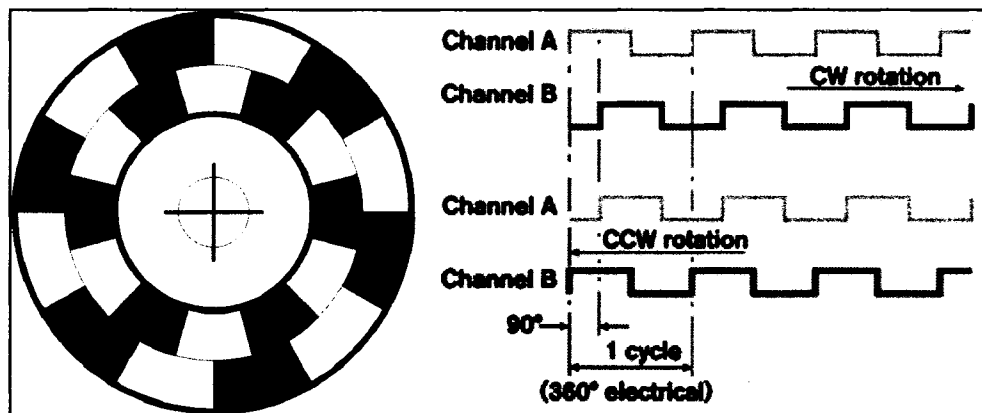 Channel A
Channel B
CW rotation
Channel A
CCW rotation
Channel B
90°
1 cycle
(360° electrical)